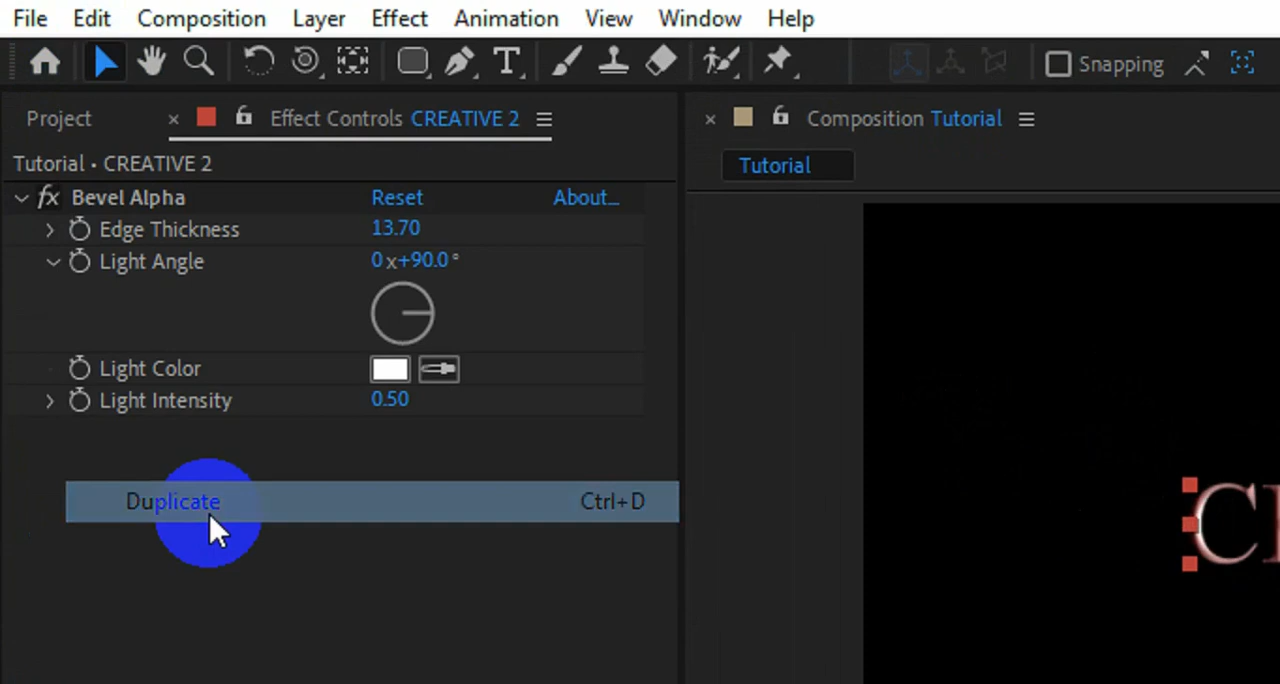 File Edit Composition Layer Effect Animation View Window Help
T Snapping
Project × Effect Controls CREATIVE 2 × Composition Tutorial
Tutorial • CREATIVE 2
Tutorial
fx Bevel Alpha Reset About...
Edge Thickness 13.70
Light Angle 0x+90.0°
Light Color
Light Intensity 0.50
Duplicate Ctrl+D